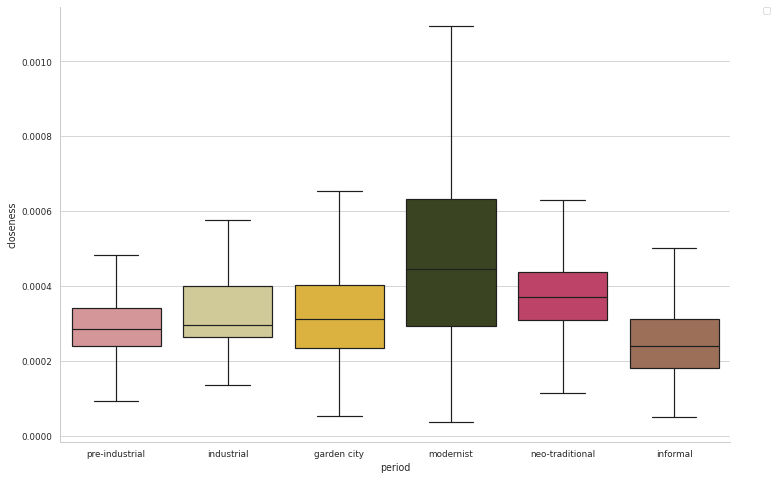 0.0010
0.0008
0.0006
0.0004
0.0002
0.0000
closeness
pre-industrial industrial garden city modernist neo-traditional informal
period